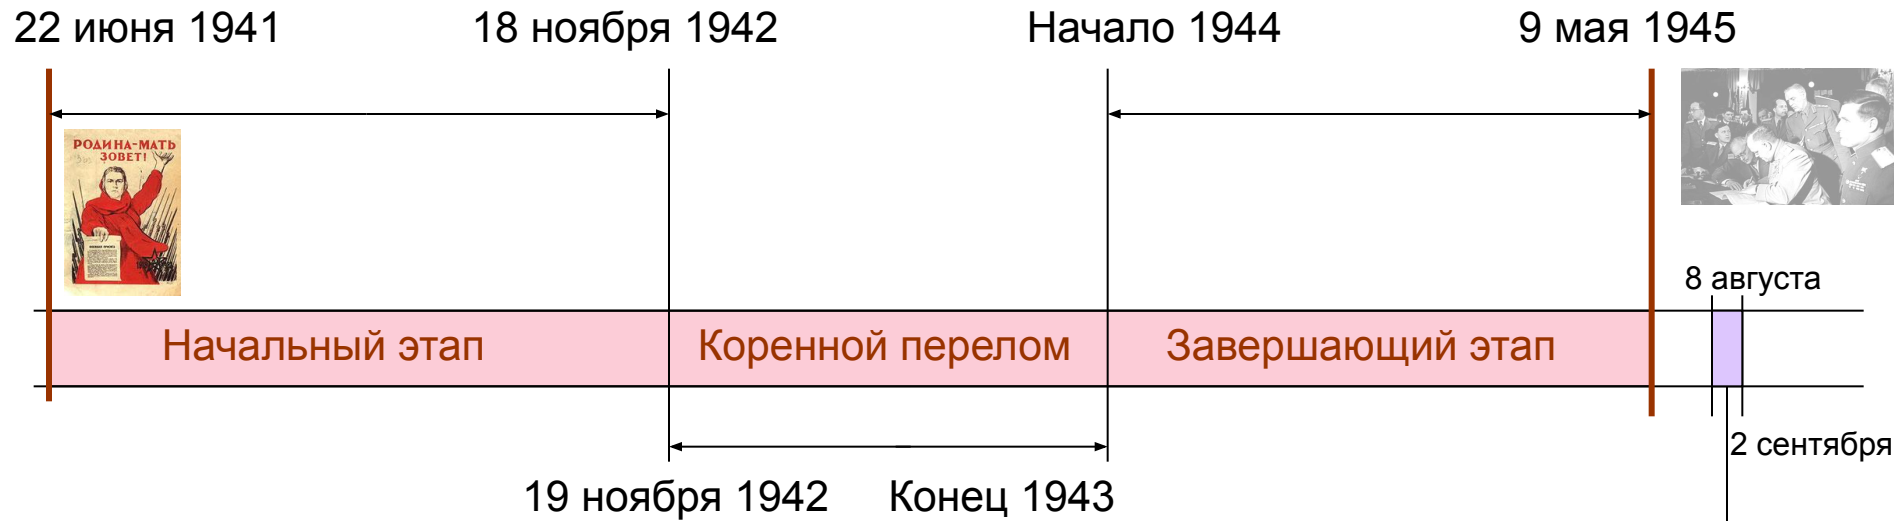 22 июня 1941
18 ноября 1942
Начало 1944
9 мая 1945
РОДИНА-МАТЬ
ЗОВЕТ!
8 августа
Начальный этап
Коренной перелом
Завершающий этап
2 сентября
19 ноября 1942
Конец 1943